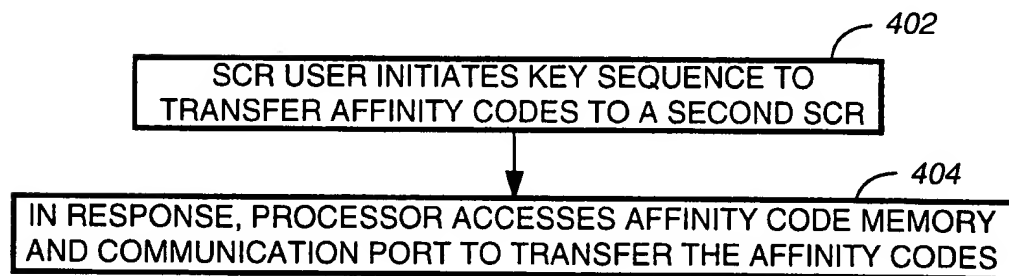 402
SCR USER INITIATES KEY SEQUENCE TO
TRANSFER AFFINITY CODES TO A SECOND SCR
404
IN RESPONSE, PROCESSOR ACCESSES AFFINITY CODE MEMORY
AND COMMUNICATION PORT TO TRANSFER THE AFFINITY CODES